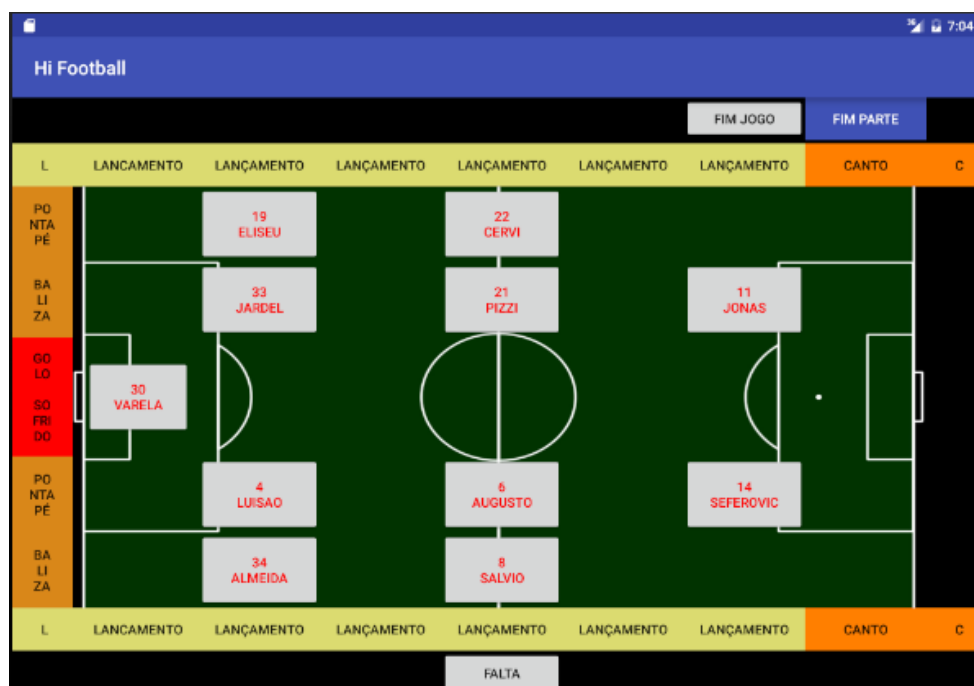 36 7:04
Hi Football
FIM JOGO FIM PARTE
L LANCAMENTO LANÇAMENTO LANÇAMENTO LANÇAMENTO LANÇAMENTO LANÇAMENTO CANTO C
PO
NTA
PÉ
BA
LI
ZA
GO
LO
SO
FRI
DO
PO
NTA
PÉ
BA
LI
ZA
19
ELISEU
22
CERVI
33
JARDEL
21
PIZZI
11
JONAS
30
VARELA
4
LUISAO
6
AUGUSTO
14
SEFEROVIC
34
ALMEIDA
8
SALVIO
L LANCAMENTO LANÇAMENTO LANÇAMENTO LANÇAMENTO LANÇAMENTO LANÇAMENTO CANTO C
FALTA